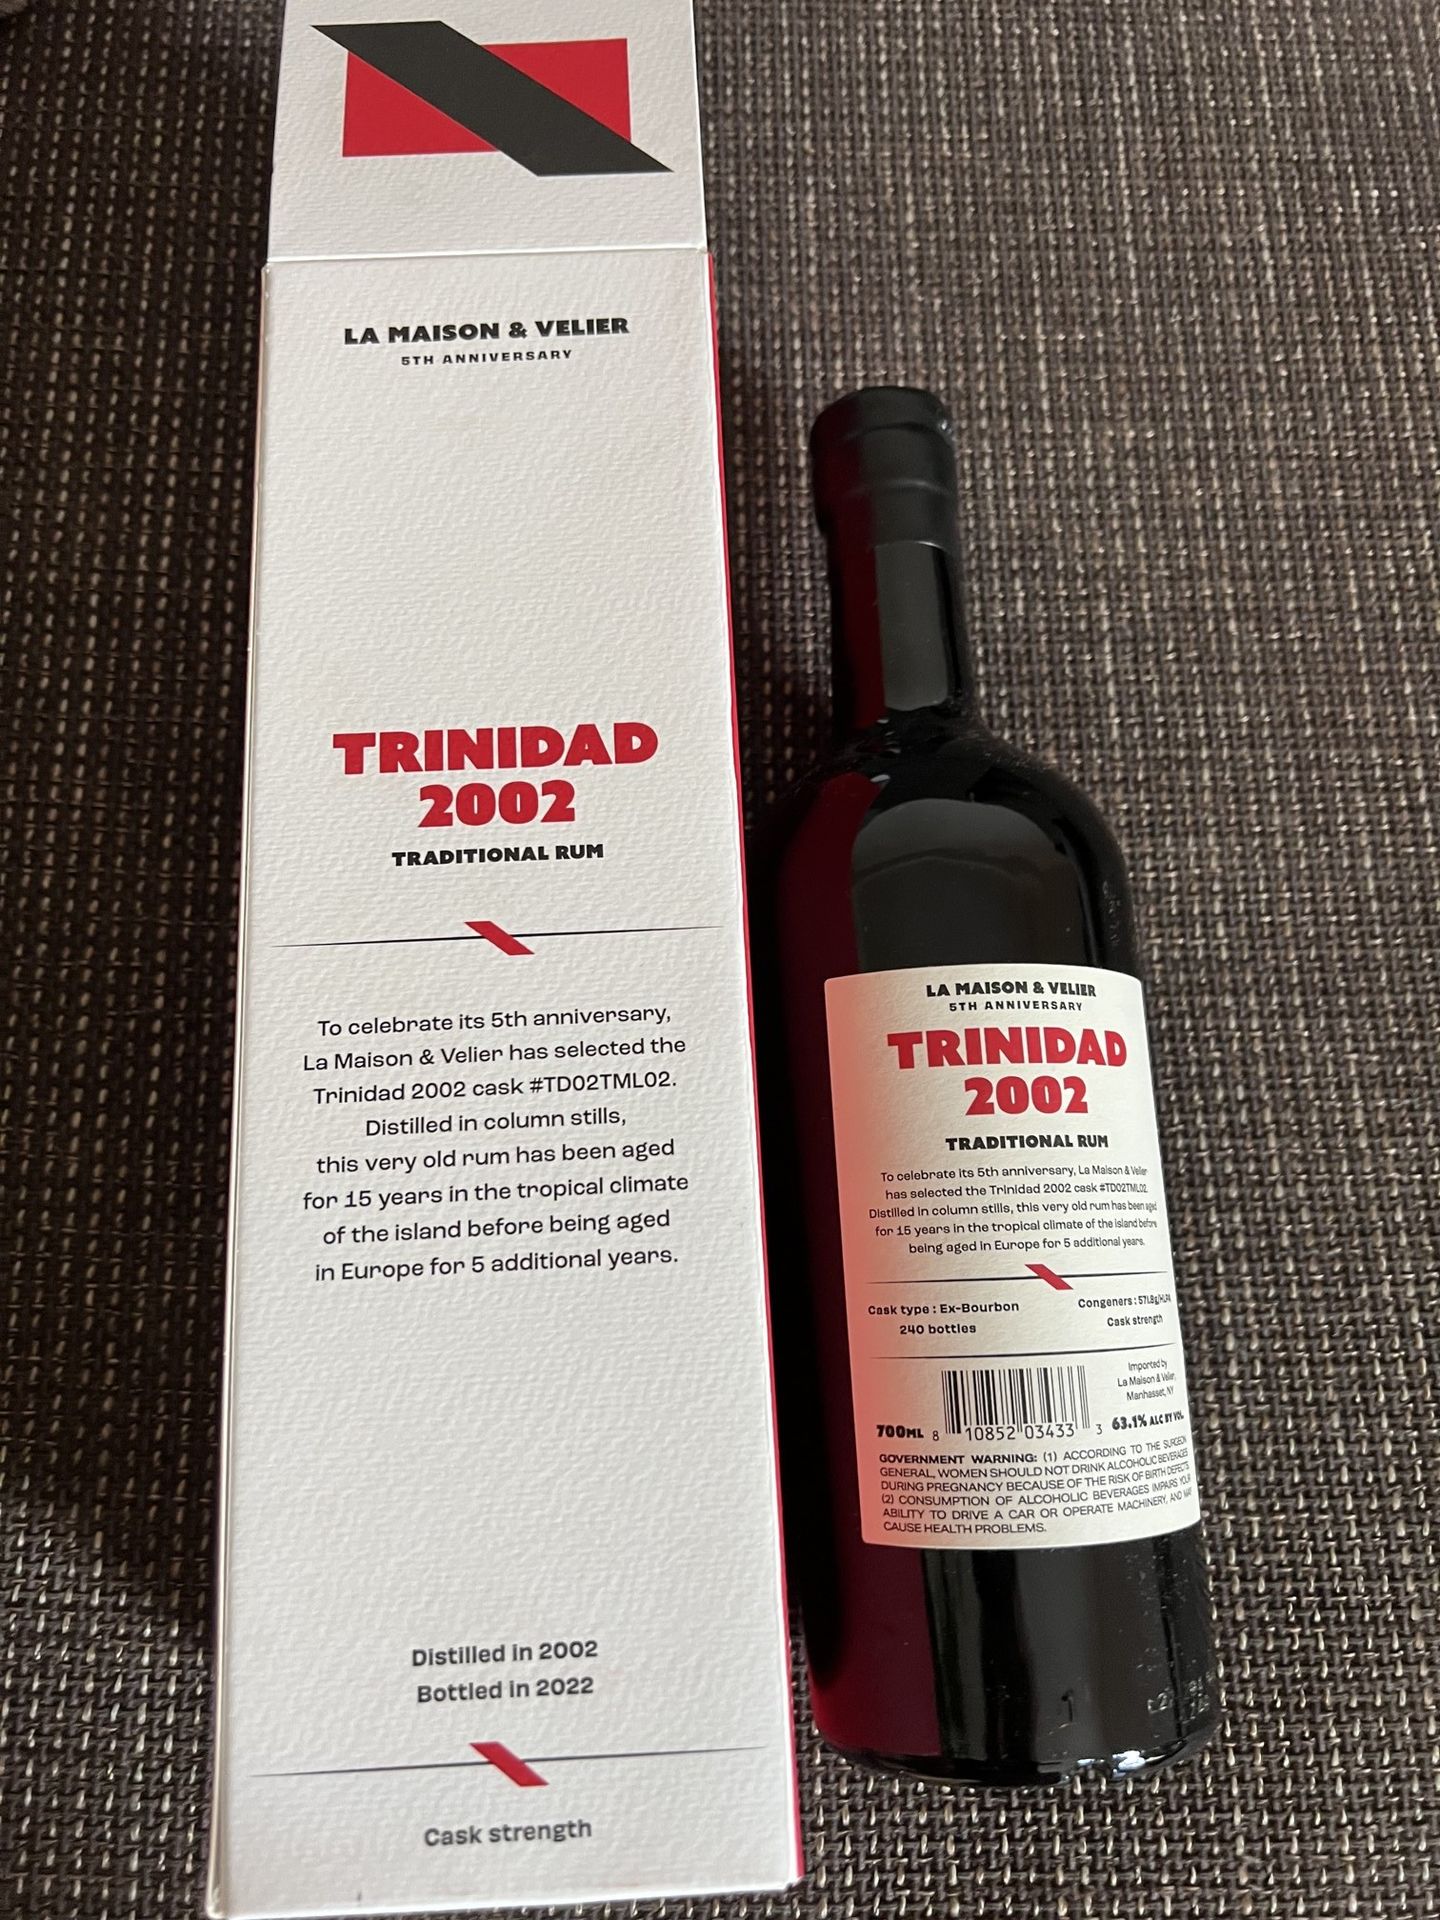 LA MAISON & VELIER
5TH ANNIVERSARY
TRINIDAD
2002
TRADITIONAL RUM
To celebrate its 5th anniversary,
La Maison & Velier has selected the
Trinidad 2002 cask #TD02TML02.
Distilled in column stills,
this very old rum has been aged
for 15 years in the tropical climate
of the island before being aged
in Europe for 5 additional years.
Distilled in 2002
Bottled in 2022
Cask strength
LA MAISON & VELIER
5TH ANNIVERSARY
TRINIDAD
2002
TRADITIONAL RUM
To celebrate its 5th anniversary, La Maison & Velier
has selected the Trinidad 2002 cask #TD02TML02.
Distilled in column stills, this very old rum has been aged
for 15 years in the tropical climate of the island before
being aged in Europe for 5 additional years.
Cask type : Ex-Bourbon
240 bottles
Congeners : 571.8g/HLPA
Cask strength
Imported by
La Maison & Velier,
Manhasset, NY
700ML
8 10852 03433 3
63.1% ALC BY VOL.
GOVERNMENT WARNING: (1) ACCORDING TO THE SURGEON
GENERAL, WOMEN SHOULD NOT DRINK ALCOHOLIC BEVERAGES
DURING PREGNANCY BECAUSE OF THE RISK OF BIRTH DEFECTS
(2) CONSUMPTION OF ALCOHOLIC BEVERAGES IMPAIRS YOUR
ABILITY TO DRIVE A CAR OR OPERATE MACHINERY, AND MAY
CAUSE HEALTH PROBLEMS.